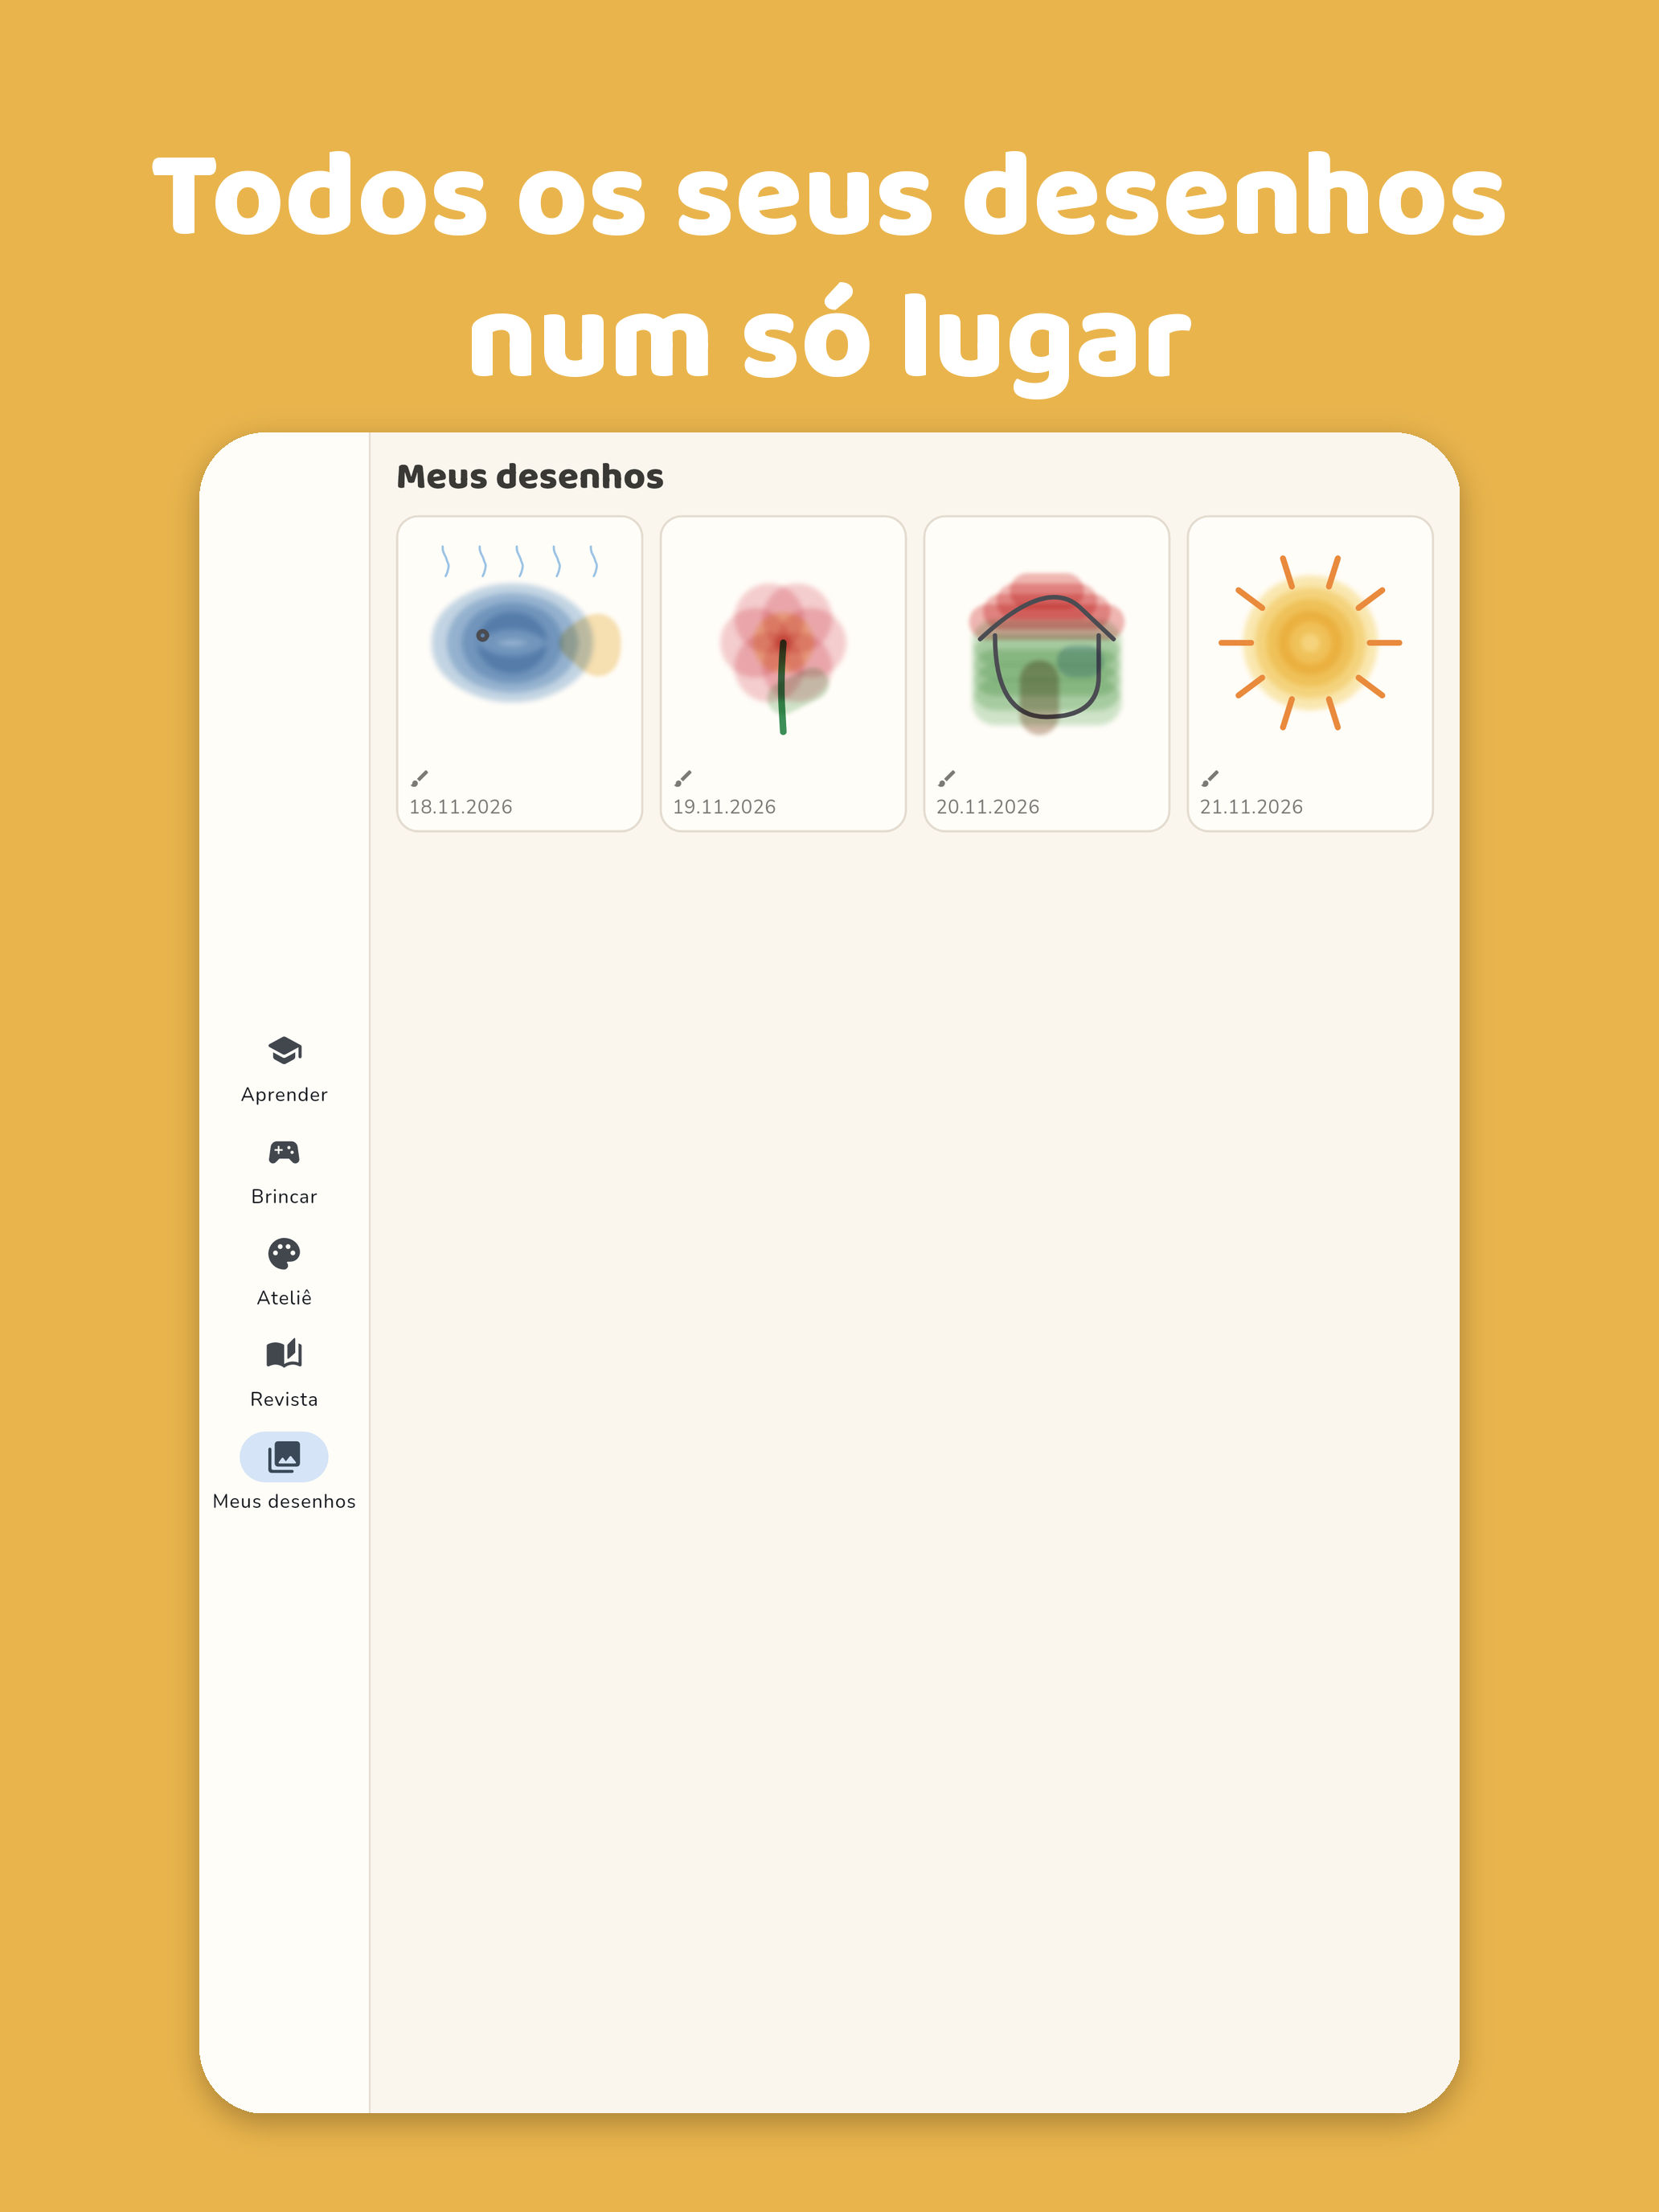 Todos os seus desenhos
num só lugar
Meus desenhos
18.11.2026
19.11.2026
20.11.2026
21.11.2026
Aprender
Brincar
Ateliê
Revista
Meus desenhos